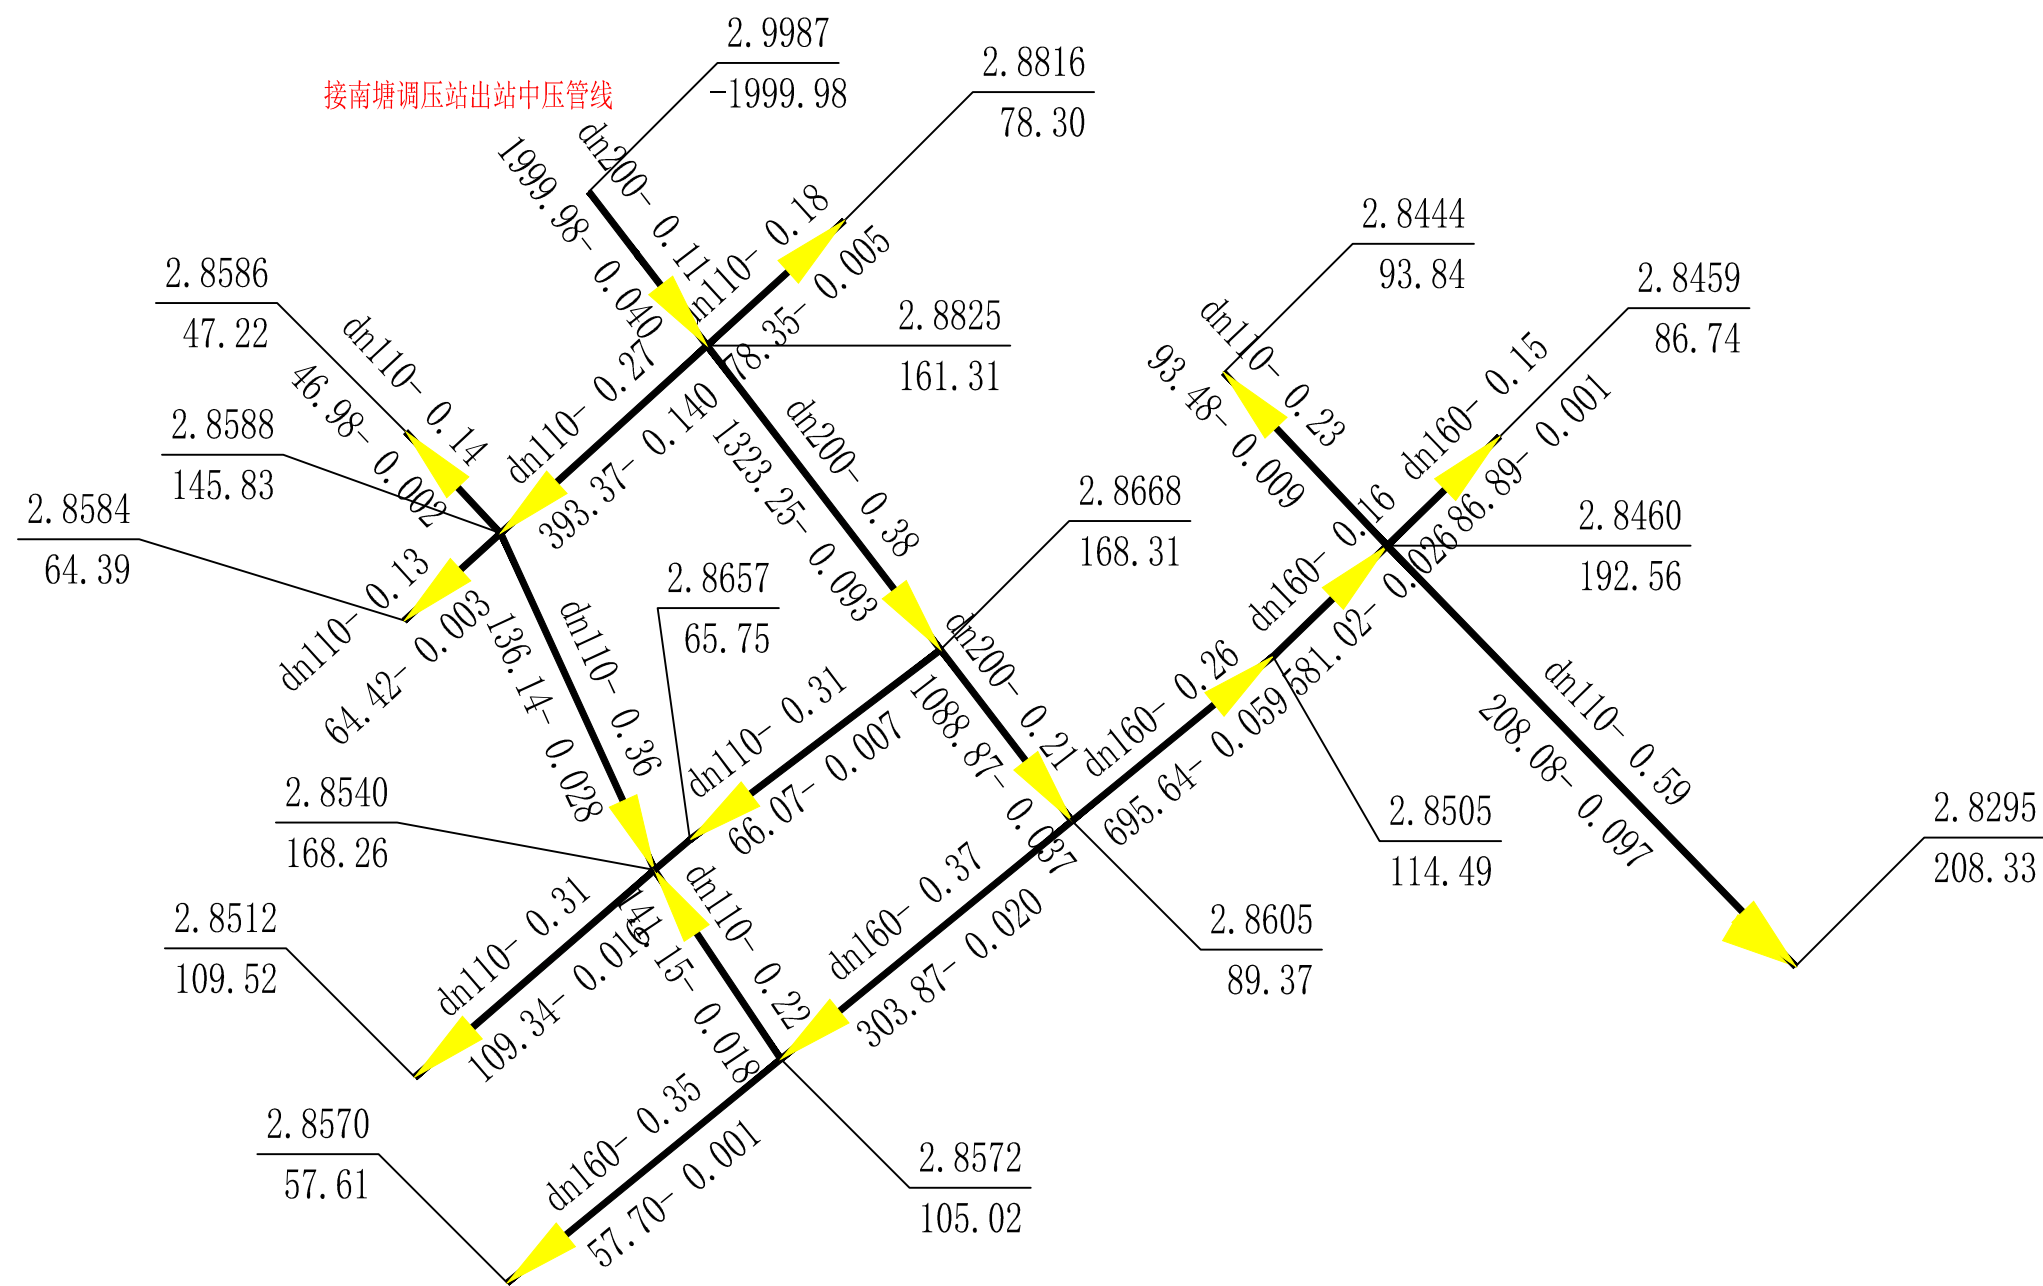 2.9987
-1999.98
2.8816
78.30
接南塘调压站出站中压管线
dn200- 0.11
1999.98- 0.040
dn110- 0.18
78.35- 0.005
2.8444
93.84
2.8586
47.22
2.8459
86.74
2.8825
161.31
dn110- 0.14
46.98- 0.002
dn110- 0.27
393.37- 0.140
dn110- 0.23
93.48- 0.009
dn160- 0.15
86.89- 0.001
2.8588
145.83
dn200- 0.38
1323.25- 0.093
2.8584
64.39
2.8668
168.31
2.8460
192.56
dn110- 0.13
64.42- 0.003
2.8657
65.75
dn160- 0.16
581.02- 0.026
dn110- 0.36
136.14- 0.028
dn110- 0.31
66.07- 0.007
dn200- 0.21
1088.87- 0.037
dn160- 0.26
695.64- 0.059
dn110- 0.59
208.08- 0.097
2.8540
168.26
2.8505
114.49
2.8295
208.33
2.8512
109.52
dn110- 0.31
109.34- 0.016
dn110- 0.22
141.15- 0.018
dn160- 0.37
303.87- 0.020
2.8605
89.37
2.8570
57.61
dn160- 0.35
57.70- 0.001
2.8572
105.02